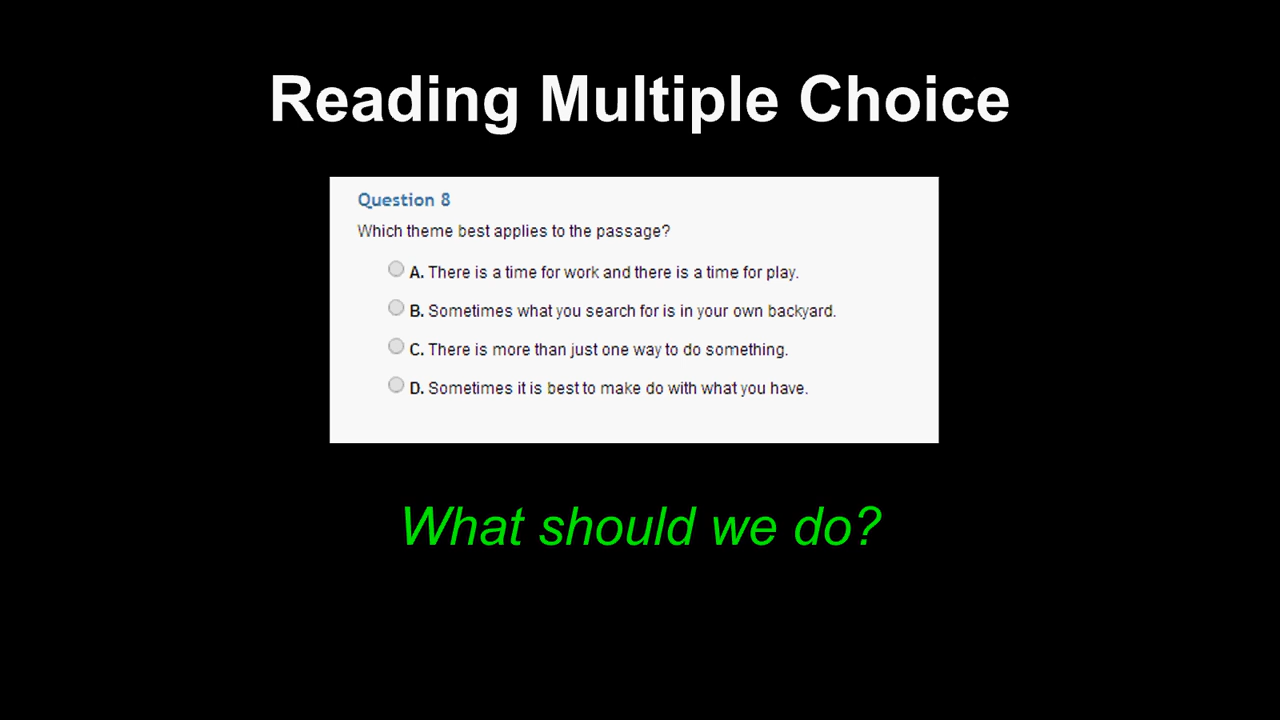 Reading Multiple Choice
Question 8
Which theme best applies to the passage?
A. There is a time for work and there is a time for play.
B. Sometimes what you search for is in your own backyard.
C. There is more than just one way to do something.
D. Sometimes it is best to make do with what you have.
What should we do?